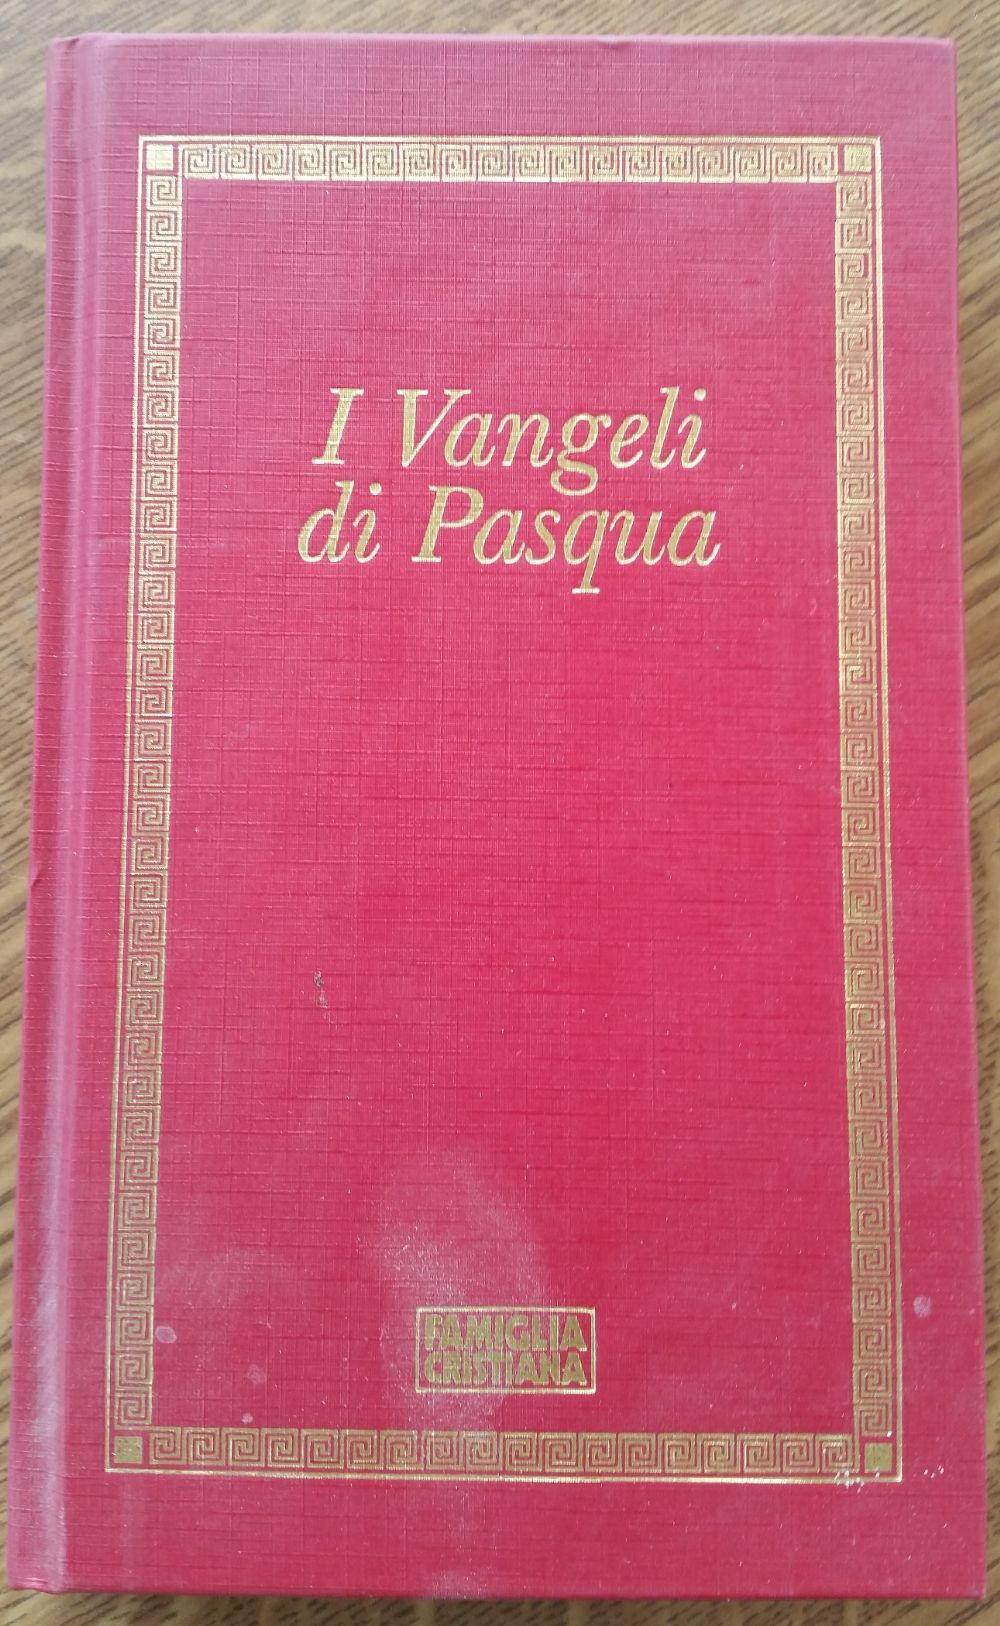 I Vangeli
di Pasqua
FAMIGLIA
CRISTIANA